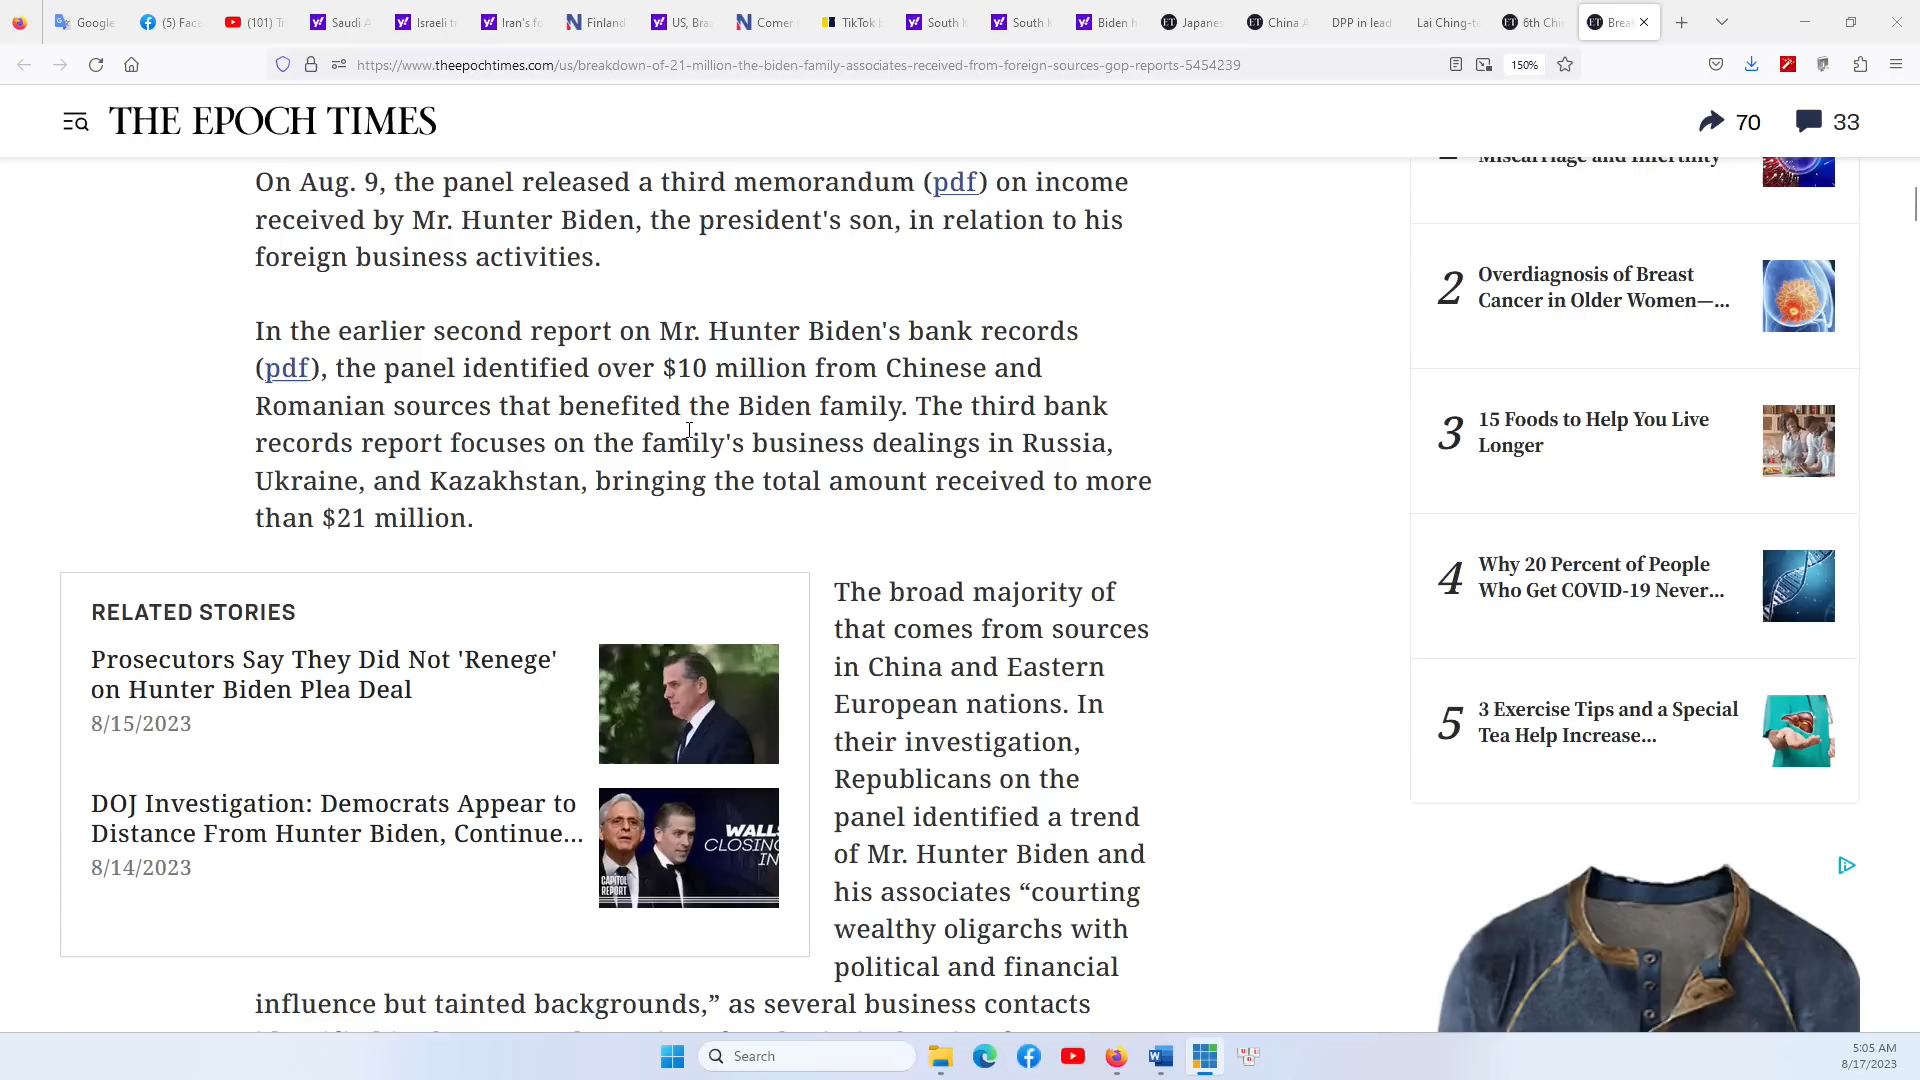 Google
(5) Face
(101) Tr
Saudi A
Israeli tr
Iran's fo
Finland
US, Braz
Comer
TikTok b
South K
South K
Biden h
Japanes
China A
DPP in lead
Lai Ching-te
6th Chi
Brea
https://www.theepochtimes.com/us/breakdown-of-21-million-the-biden-family-associates-received-from-foreign-sources-gop-reports-5454239
150%
THE EPOCH TIMES
70
33
On Aug. 9, the panel released a third memorandum (pdf) on income
received by Mr. Hunter Biden, the president's son, in relation to his
foreign business activities.
In the earlier second report on Mr. Hunter Biden's bank records
(pdf), the panel identified over $10 million from Chinese and
Romanian sources that benefited the Biden family. The third bank
records report focuses on the family's business dealings in Russia,
Ukraine, and Kazakhstan, bringing the total amount received to more
than $21 million.
RELATED STORIES
Prosecutors Say They Did Not 'Renege'
on Hunter Biden Plea Deal
8/15/2023
DOJ Investigation: Democrats Appear to
Distance From Hunter Biden, Continue...
8/14/2023
WALLS
CLOSING
IN
CAPITOL
REPORT
The broad majority of
that comes from sources
in China and Eastern
European nations. In
their investigation,
Republicans on the
panel identified a trend
of Mr. Hunter Biden and
his associates “courting
wealthy oligarchs with
political and financial
influence but tainted backgrounds,” as several business contacts
Miscarriage and Infertility
2
Overdiagnosis of Breast
Cancer in Older Women—...
3
15 Foods to Help You Live
Longer
4
Why 20 Percent of People
Who Get COVID-19 Never...
5
3 Exercise Tips and a Special
Tea Help Increase...
Search
5:05 AM
8/17/2023